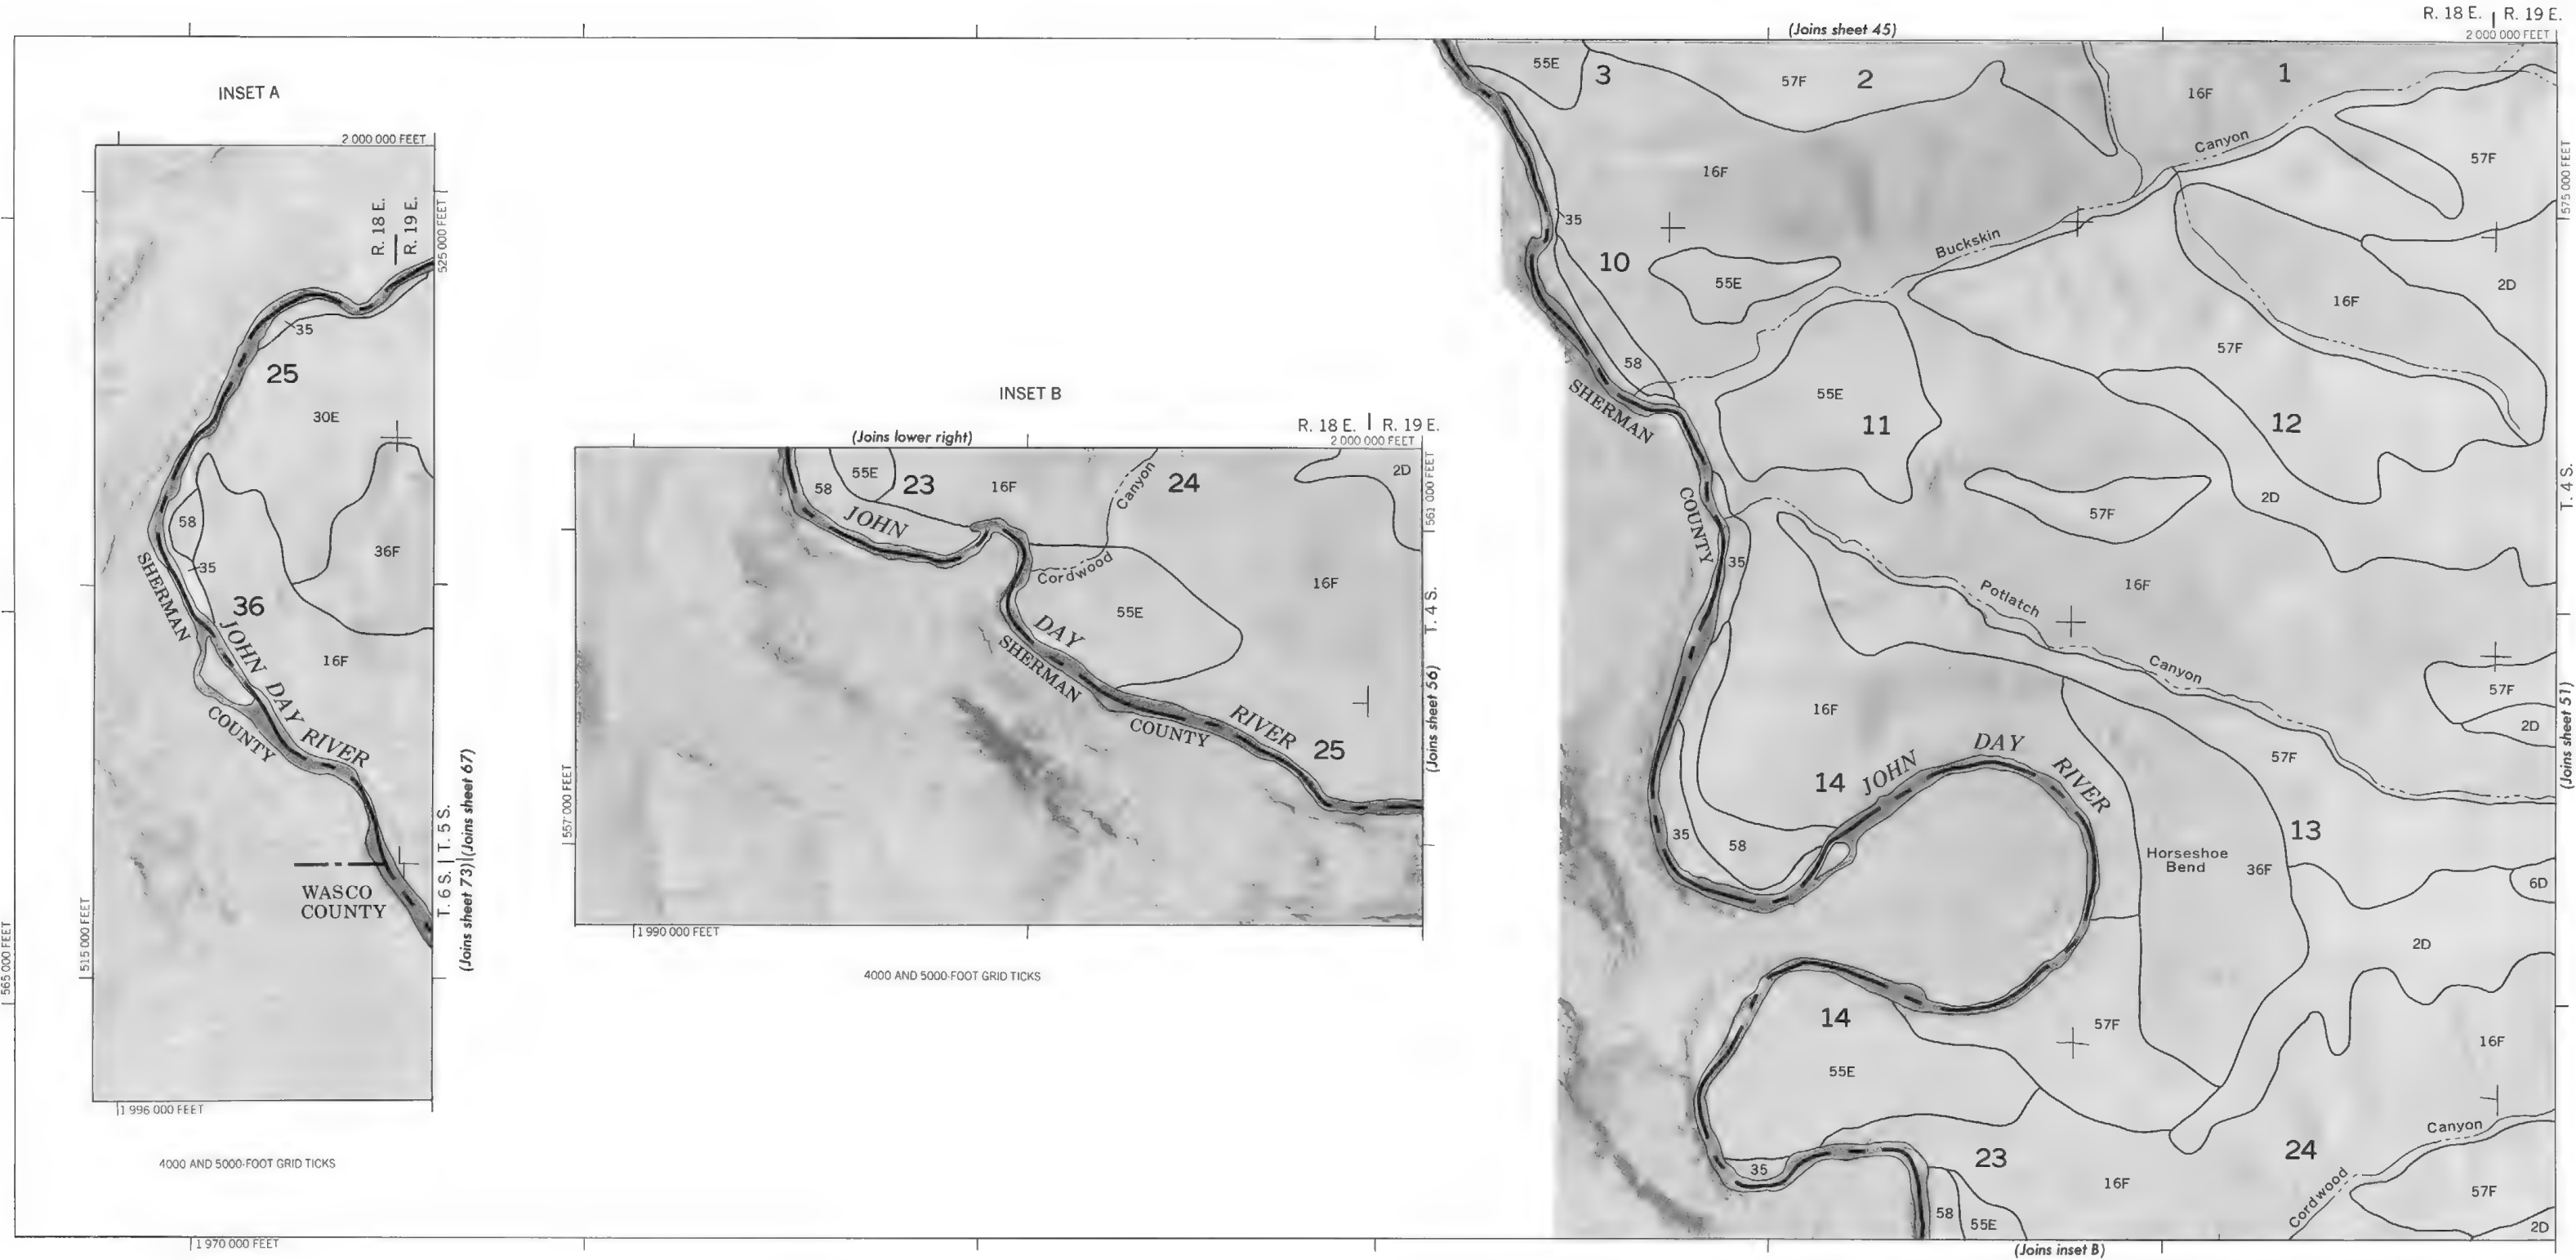 R. 18 E. | R. 19 E.
(Joins sheet 45)
2 000 000 FEET
INSET A
2 000 000 FEET
R. 18 E.
R. 19 E.
525 000 FEET
35
25
30E
58
36F
35
36
SHERMAN
COUNTY
JOHN DAY RIVER
16F
WASCO
COUNTY
T. 6 S. | T. 5 S.
(Joins sheet 73) | (Joins sheet 67)
515 000 FEET
565 000 FEET
1 996 000 FEET
4000 AND 5000-FOOT GRID TICKS
1 970 000 FEET
INSET B
R. 18 E. | R. 19 E.
(Joins lower right)
2 000 000 FEET
55E
58
23
16F
24
2D
561 000 FEET
Canyon
Cordwood
JOHN
DAY
RIVER
SHERMAN
COUNTY
55E
16F
25
T. 4 S.
(Joins sheet 56)
557 000 FEET
1 990 000 FEET
4000 AND 5000-FOOT GRID TICKS
55E
3
57F
2
16F
1
Canyon
57F
575 000 FEET
16F
35
10
Buckskin
55E
2D
16F
57F
58
SHERMAN
55E
11
12
T. 4 S.
COUNTY
57F
2D
35
16F
Potlatch
Canyon
57F
2D
(Joins sheet 51)
16F
57F
14
JOHN
DAY
RIVER
35
58
13
Horseshoe
Bend
36F
6D
2D
14
57F
16F
55E
Canyon
23
24
35
16F
Cordwood
57F
58
55E
2D
(Joins inset B)